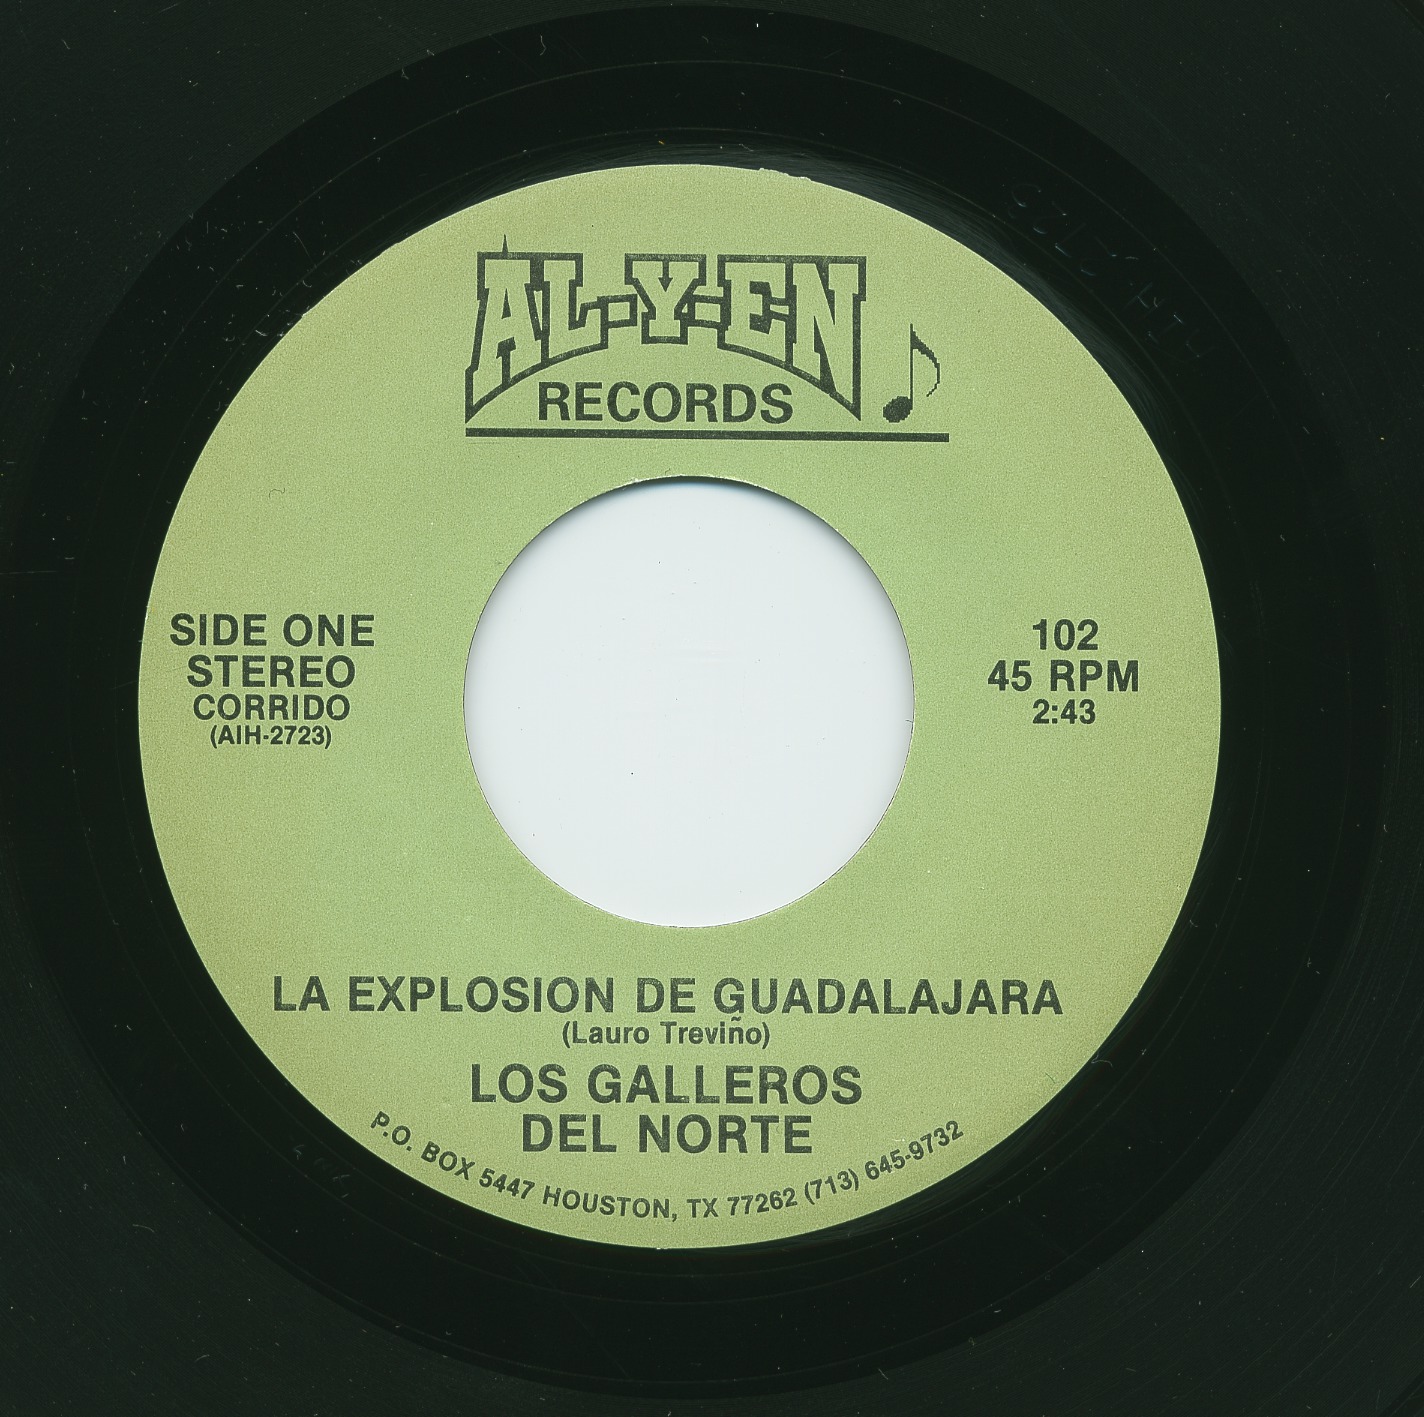 AL-Y-EN
RECORDS
SIDE ONE
STEREO
CORRIDO
(AIH-2723)
102
45 RPM
2:43
LA EXPLOSION DE GUADALAJARA
(Lauro Treviño)
LOS GALLEROS
DEL NORTE
P.O. BOX 5447 HOUSTON, TX 77262 (713) 645-9732